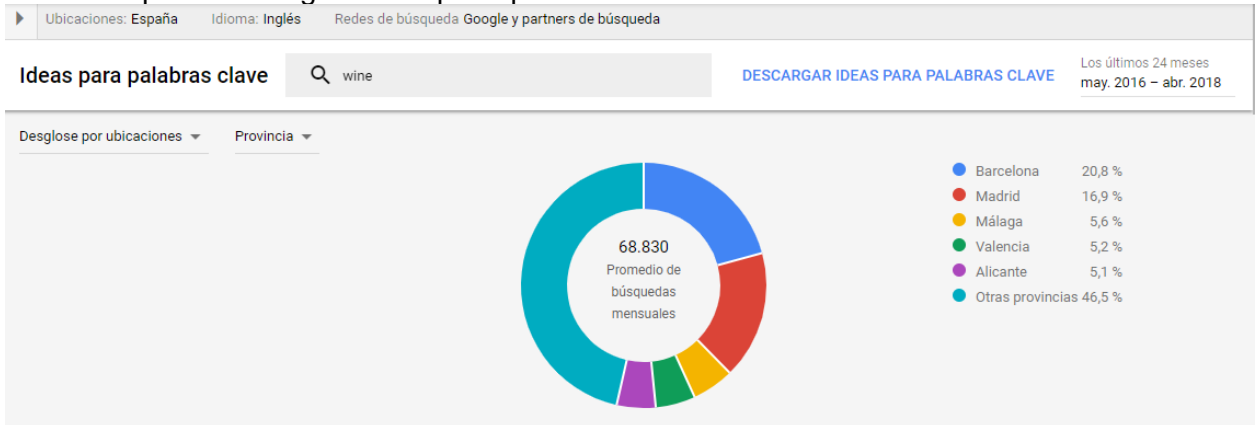 Ubicaciones: España Idioma: Inglés Redes de búsqueda Google y partners de búsqueda
Ideas para palabras clave
wine
DESCARGAR IDEAS PARA PALABRAS CLAVE
Los últimos 24 meses
may. 2016 – abr. 2018
Desglose por ubicaciones Provincia
68.830
Promedio de
búsquedas
mensuales
Barcelona 20,8 %
Madrid 16,9 %
Málaga 5,6 %
Valencia 5,2 %
Alicante 5,1 %
Otras provincias 46,5 %